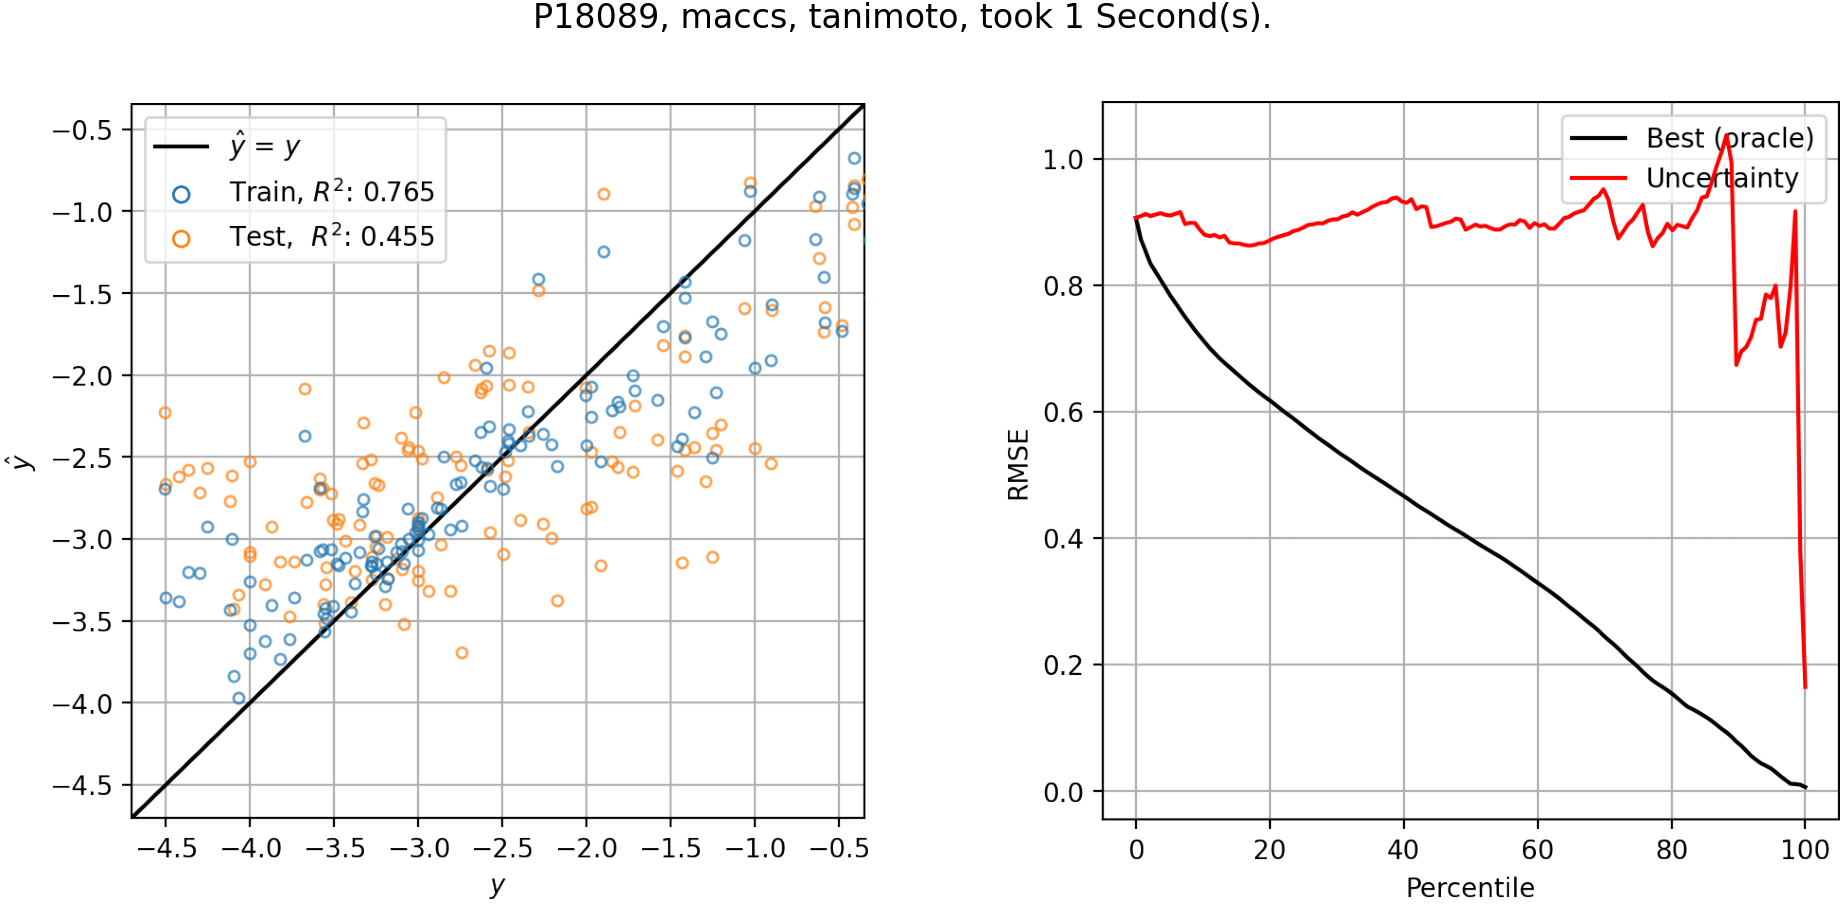 P18089, maccs, tanimoto, took 1 Second(s).
ŷ = y
Train, R²: 0.765
Test, R²: 0.455
−0.5
−1.0
−1.5
−2.0
−2.5
−3.0
−3.5
−4.0
−4.5
ŷ
−4.5 −4.0 −3.5 −3.0 −2.5 −2.0 −1.5 −1.0 −0.5
y
Best (oracle)
Uncertainty
1.0
0.8
0.6
0.4
0.2
0.0
RMSE
0 20 40 60 80 100
Percentile